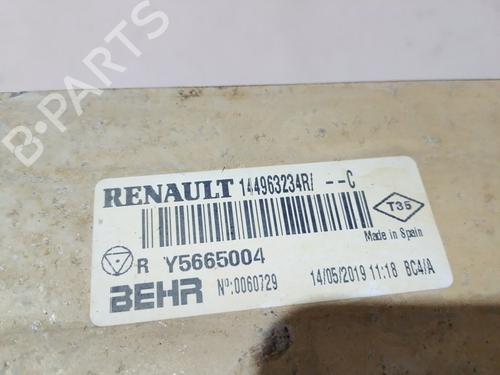 B-PARTS
RENAULT 144963234R/ --C
T35
Made in Spain
R Y5665004
BEHR Nº:0060729 14/05/2019 11:18 BC4/A